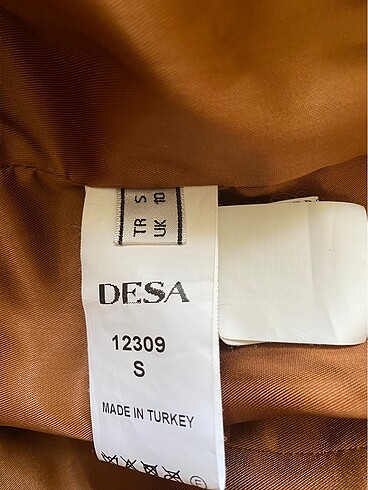 TR S
UK 10
DESA
12309
S
MADE IN TURKEY